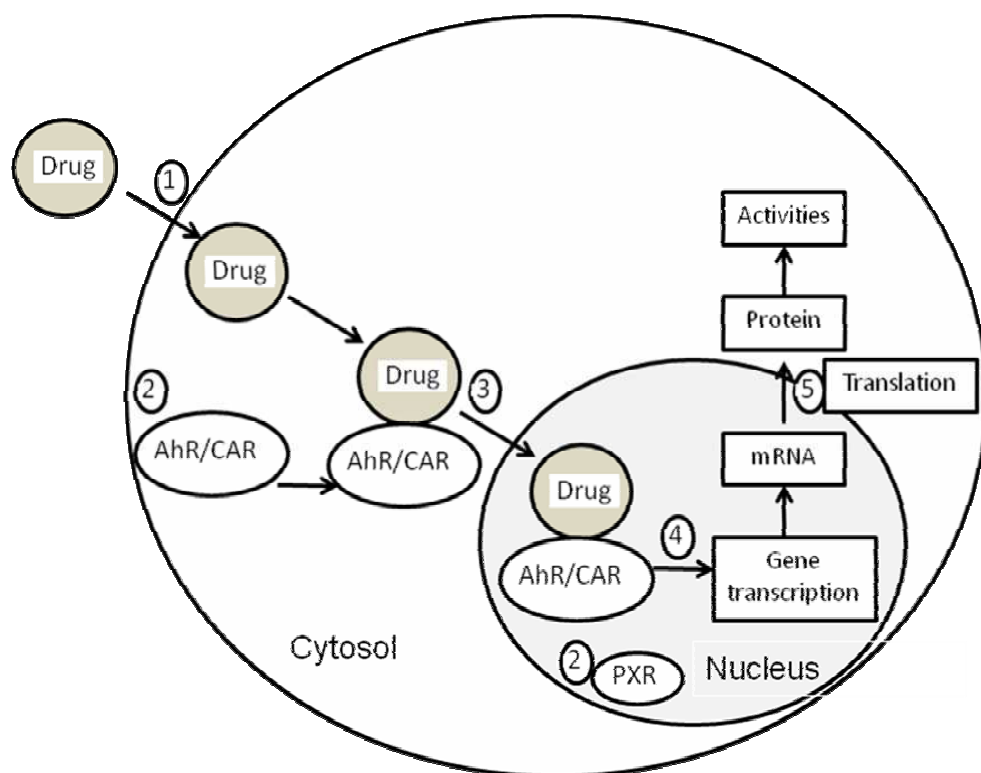 Drug
1
Drug
Activities
Protein
Drug
2
3
5
Translation
AhR/CAR
AhR/CAR
mRNA
Drug
4
AhR/CAR
Gene
transcription
Cytosol
2
PXR
Nucleus